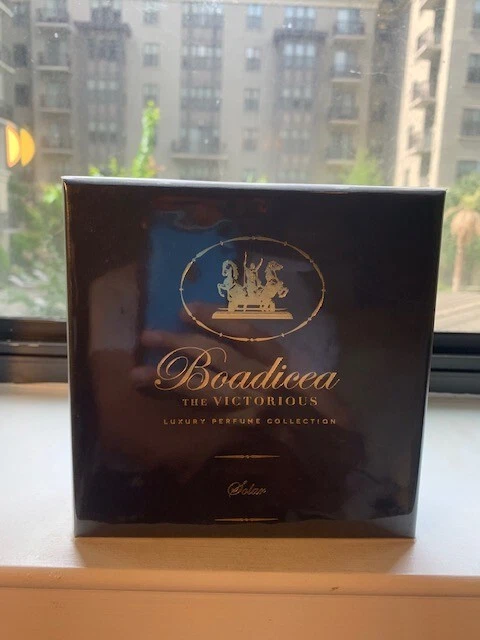 Boadicea
THE VICTORIOUS
LUXURY PERFUME COLLECTION
Solar